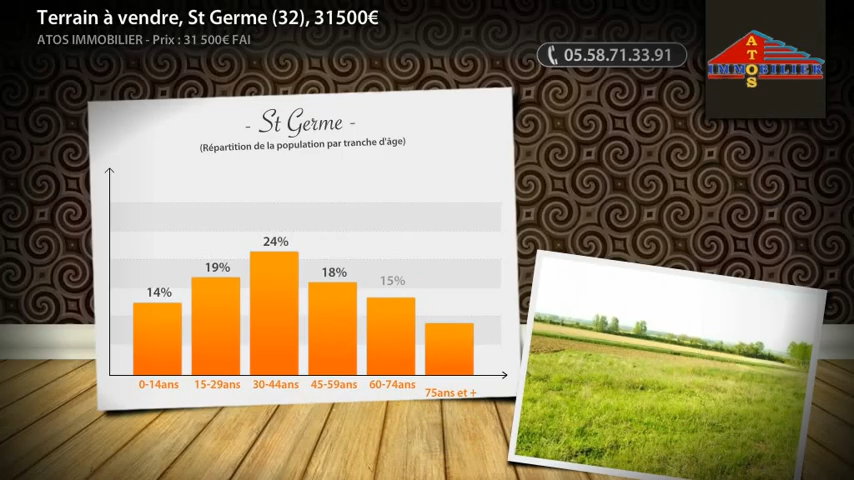 Terrain à vendre, St Germe (32), 31500€
ATOS IMMOBILIER - Prix : 31 500€ FAI
05.58.71.33.91
ATOS
IMMOBILIER
- St Germe -
(Répartition de la population par tranche d'âge)
24%
19%
18%
15%
14%
0-14ans 15-29ans 30-44ans 45-59ans 60-74ans 75ans et +